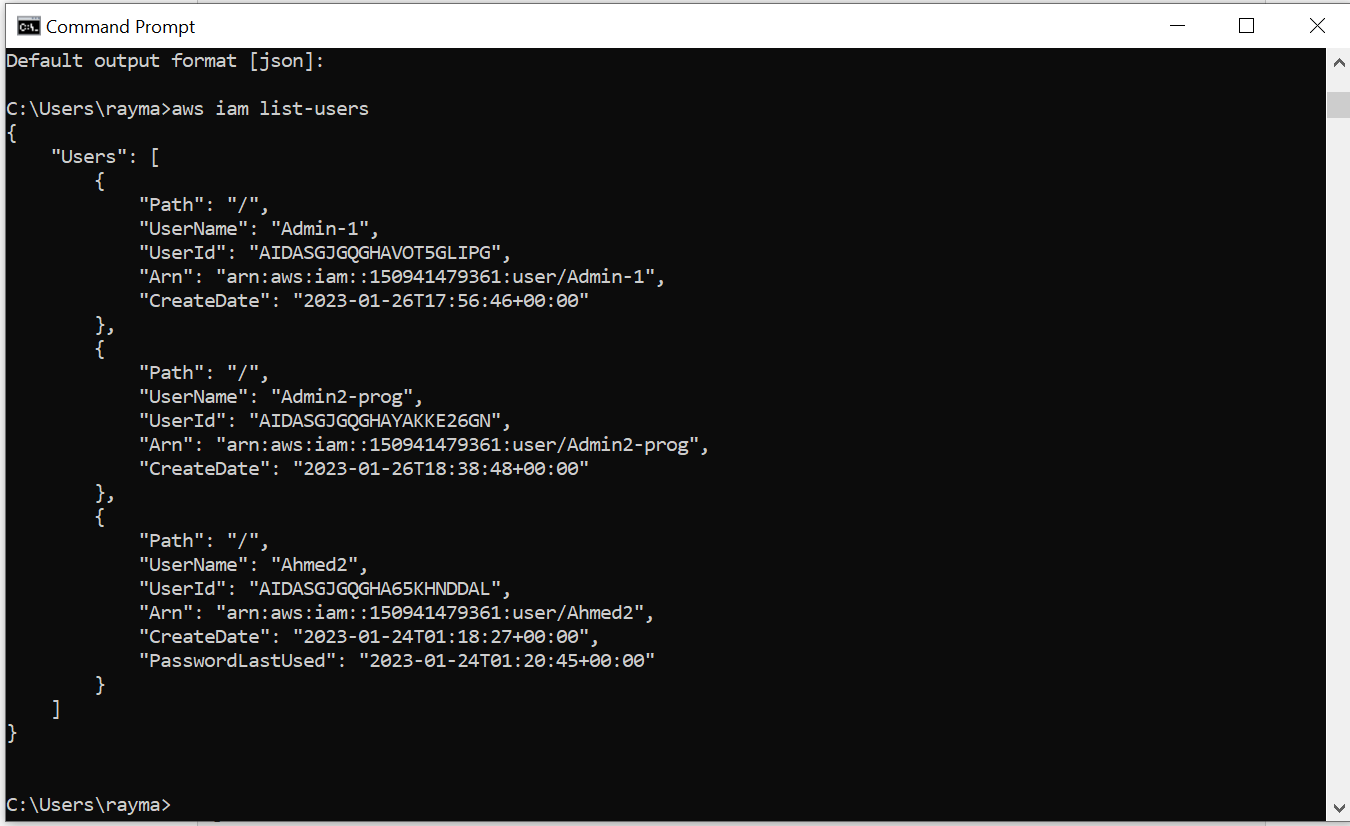 Command Prompt
Default output format [json]:
C:\Users\rayma>aws iam list-users
{
    "Users": [
        {
            "Path": "/",
            "UserName": "Admin-1",
            "UserId": "AIDASGJGQGHAVOT5GLIPG",
            "Arn": "arn:aws:iam::150941479361:user/Admin-1",
            "CreateDate": "2023-01-26T17:56:46+00:00"
        },
        {
            "Path": "/",
            "UserName": "Admin2-prog",
            "UserId": "AIDASGJGQGHAYAKKE26GN",
            "Arn": "arn:aws:iam::150941479361:user/Admin2-prog",
            "CreateDate": "2023-01-26T18:38:48+00:00"
        },
        {
            "Path": "/",
            "UserName": "Ahmed2",
            "UserId": "AIDASGJGQGHA65KHNDDAL",
            "Arn": "arn:aws:iam::150941479361:user/Ahmed2",
            "CreateDate": "2023-01-24T01:18:27+00:00",
            "PasswordLastUsed": "2023-01-24T01:20:45+00:00"
        }
    ]
}
C:\Users\rayma>